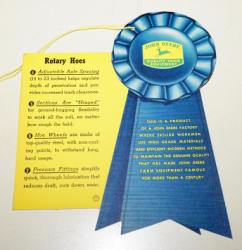 Rotary Hoes
1 Adjustable Axle Spacing
(14 to 23 inches) helps regulate
depth of penetration and pro-
vides increased trash clearance.
2 Sections Are "Hinged"
for ground-hugging flexibility
to work all the soil, no matter
how rough the field.
3 Hoe Wheels are made of
top-quality steel, with non-curl-
ing points, to withstand long,
hard usage.
4 Pressure Fittings simplify
quick, thorough lubrication that
reduces draft, cuts down wear.
JOHN DEERE
QUALITY FARM
EQUIPMENT
THIS IS A PRODUCT
OF A JOHN DEERE FACTORY
WHERE SKILLED WORKMEN
USE HIGH GRADE MATERIALS
AND EFFICIENT MODERN METHODS
TO MAINTAIN THE GENUINE QUALITY
THAT HAS MADE JOHN DEERE
FARM EQUIPMENT FAMOUS
FOR MORE THAN A CENTURY